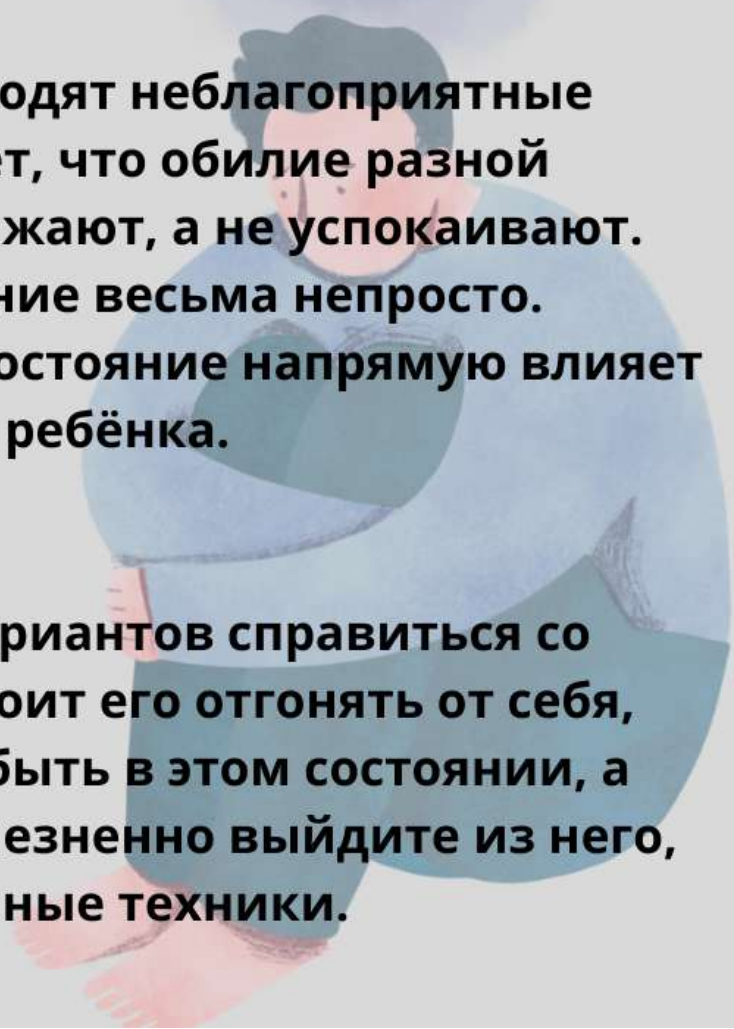 одят неблагоприятные
ет, что обилие разной
жают, а не успокаивают.
ние весьма непросто.
остояние напрямую влияет
ребёнка.
риантов справиться со
оит его отгонять от себя,
быть в этом состоянии, а
езненно выйдите из него,
ные техники.